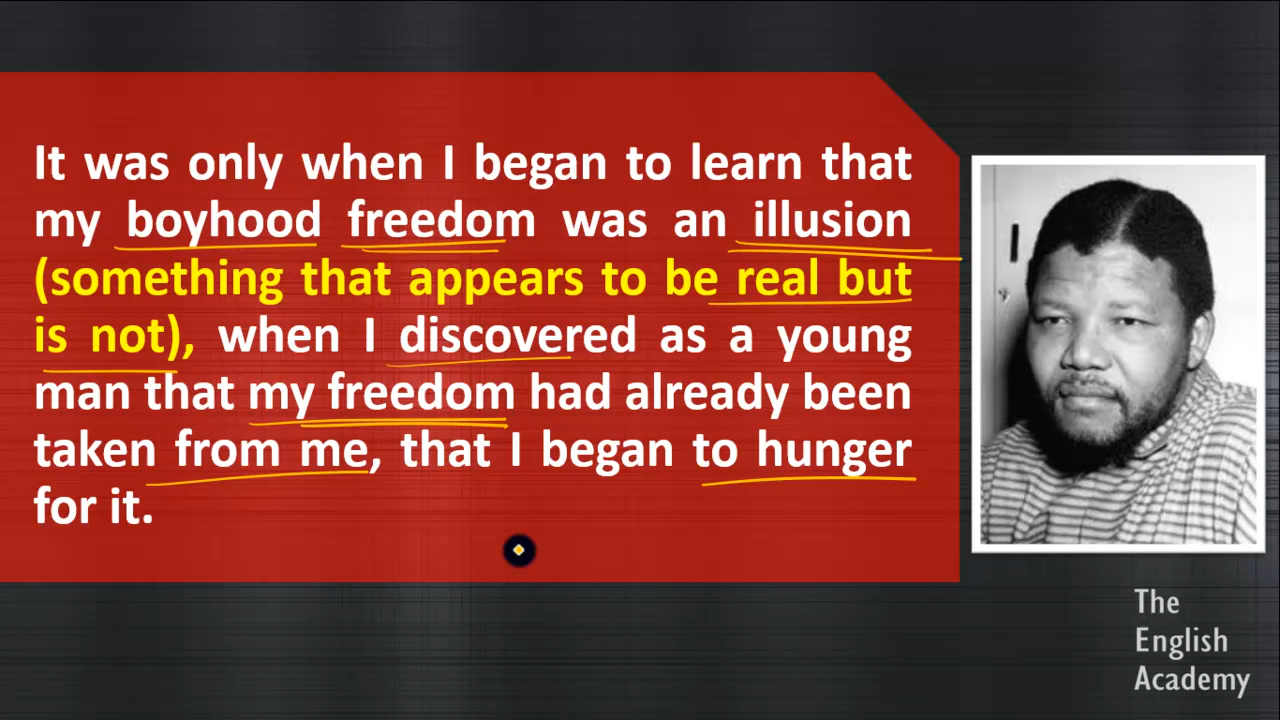 It was only when I began to learn that
my boyhood freedom was an illusion
(something that appears to be real but
is not), when I discovered as a young
man that my freedom had already been
taken from me, that I began to hunger
for it.
The
English
Academy